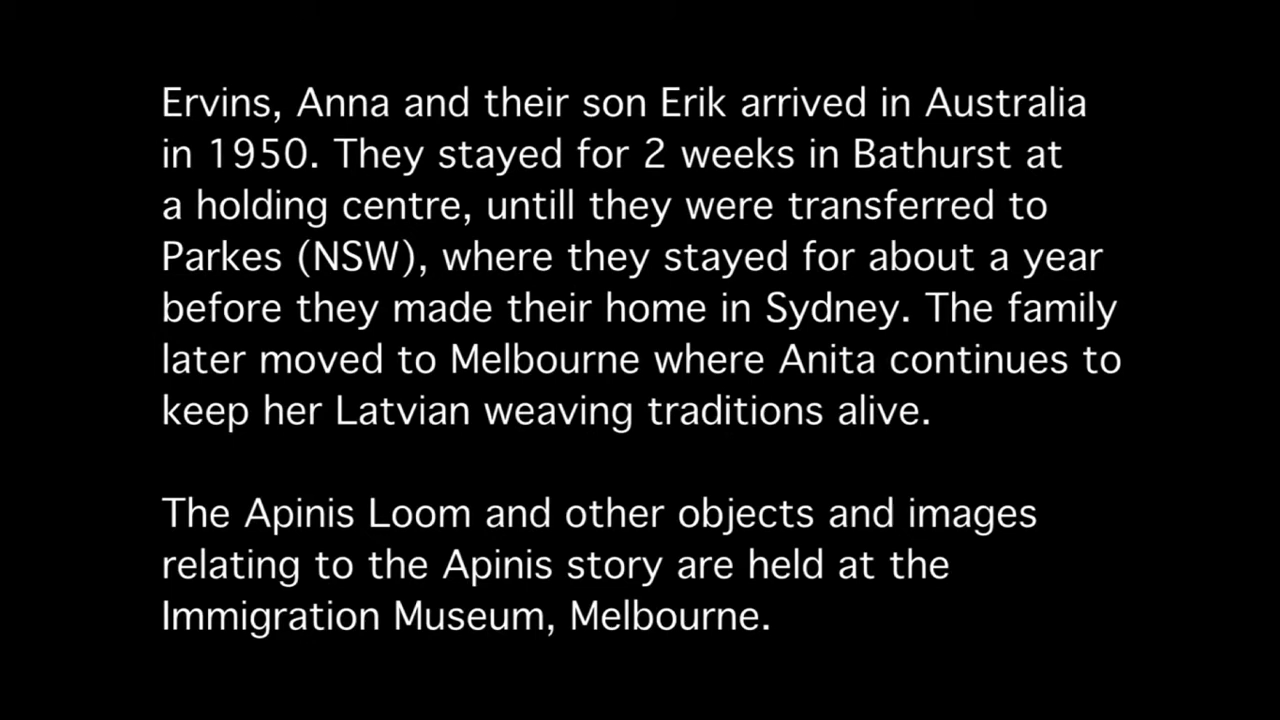 Ervins, Anna and their son Erik arrived in Australia
in 1950. They stayed for 2 weeks in Bathurst at
a holding centre, untill they were transferred to
Parkes (NSW), where they stayed for about a year
before they made their home in Sydney. The family
later moved to Melbourne where Anita continues to
keep her Latvian weaving traditions alive.
The Apinis Loom and other objects and images
relating to the Apinis story are held at the
Immigration Museum, Melbourne.